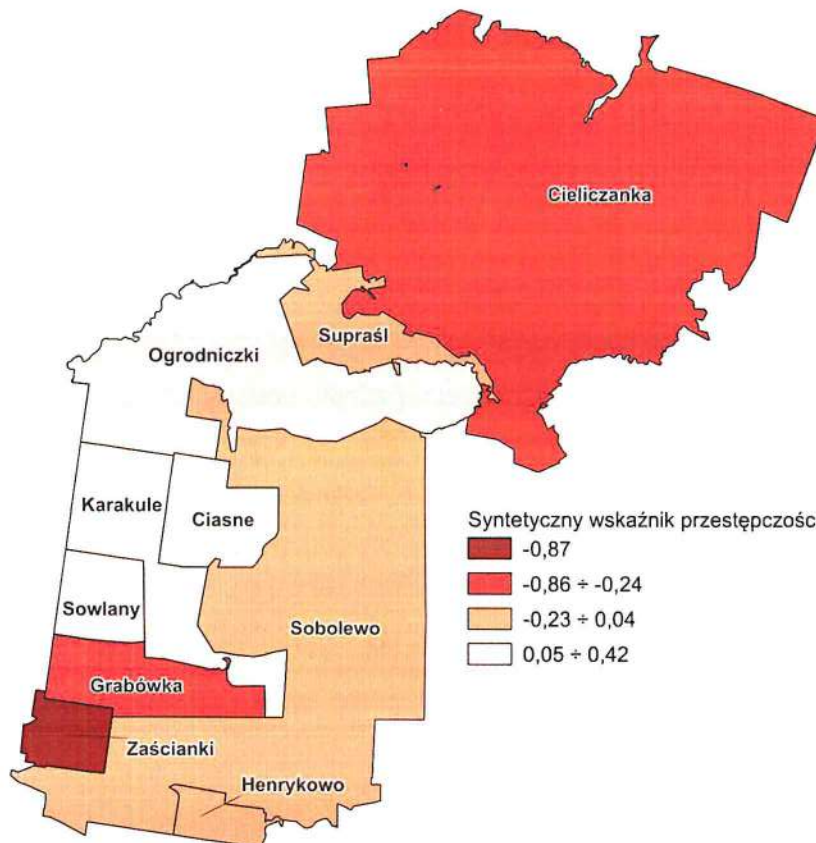 Cieliczanka
Supraśl
Ogrodniczki
Karakule
Ciasne
Sowlany
Sobolewo
Grabówka
Zaścianki
Henrykowo
Syntetyczny wskaźnik przestępczośc
-0,87
-0,86 ÷ -0,24
-0,23 ÷ 0,04
0,05 ÷ 0,42